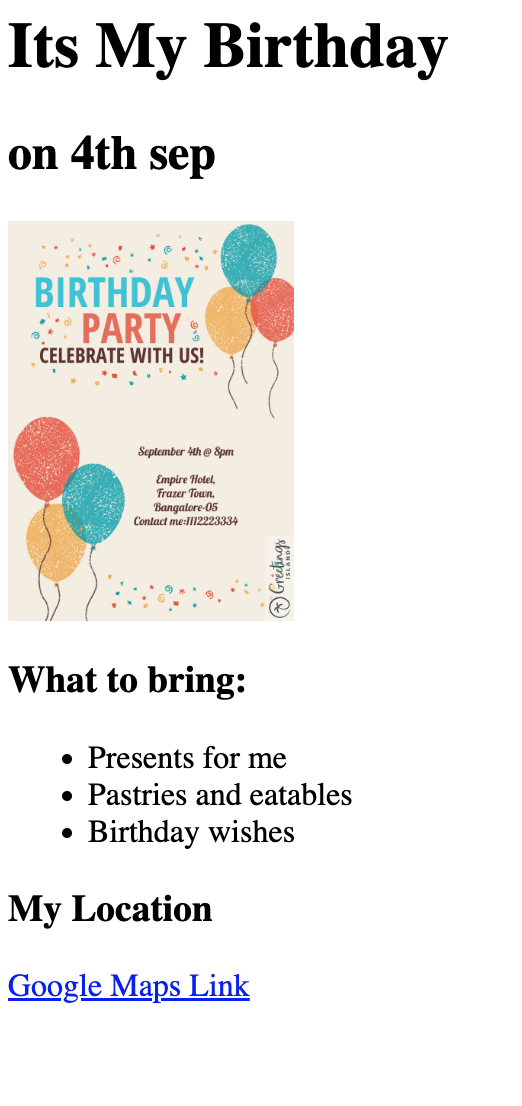 Its My Birthday
on 4th sep
BIRTHDAY
PARTY
CELEBRATE WITH US!
September 4th @ 8pm
Empire Hotel,
Frazer Town,
Bangalore-05
Contact me:1112223334
Greetings
ISLAND
What to bring:
Presents for me
Pastries and eatables
Birthday wishes
My Location
Google Maps Link